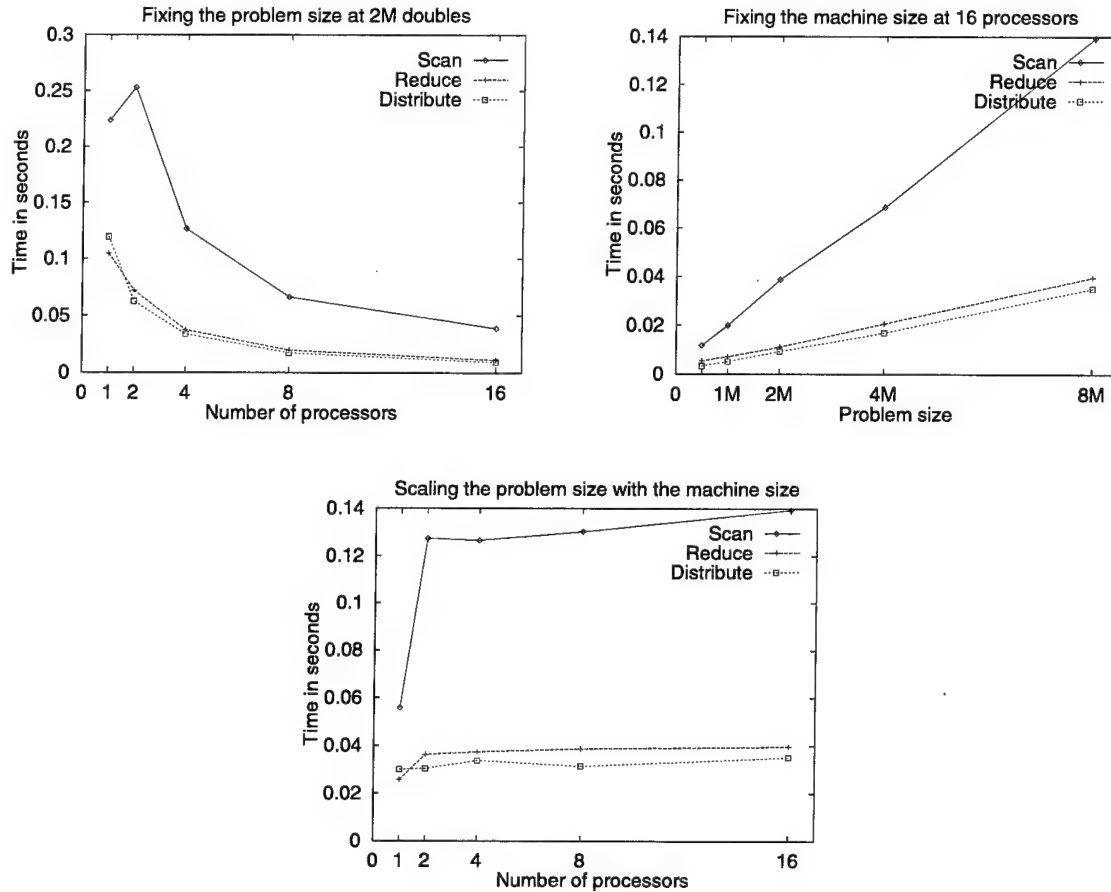 Fixing the problem size at 2M doubles
0.3
0.25
0.2
0.15
0.1
0.05
0
Time in seconds
Scan
Reduce
Distribute
0 1 2 4 8 16
Number of processors
Fixing the machine size at 16 processors
0.14
0.12
0.1
0.08
0.06
0.04
0.02
0
Time in seconds
Scan
Reduce
Distribute
0 1M 2M 4M 8M
Problem size
Scaling the problem size with the machine size
0.14
0.12
0.1
0.08
0.06
0.04
0.02
0
Time in seconds
Scan
Reduce
Distribute
0 1 2 4 8 16
Number of processors